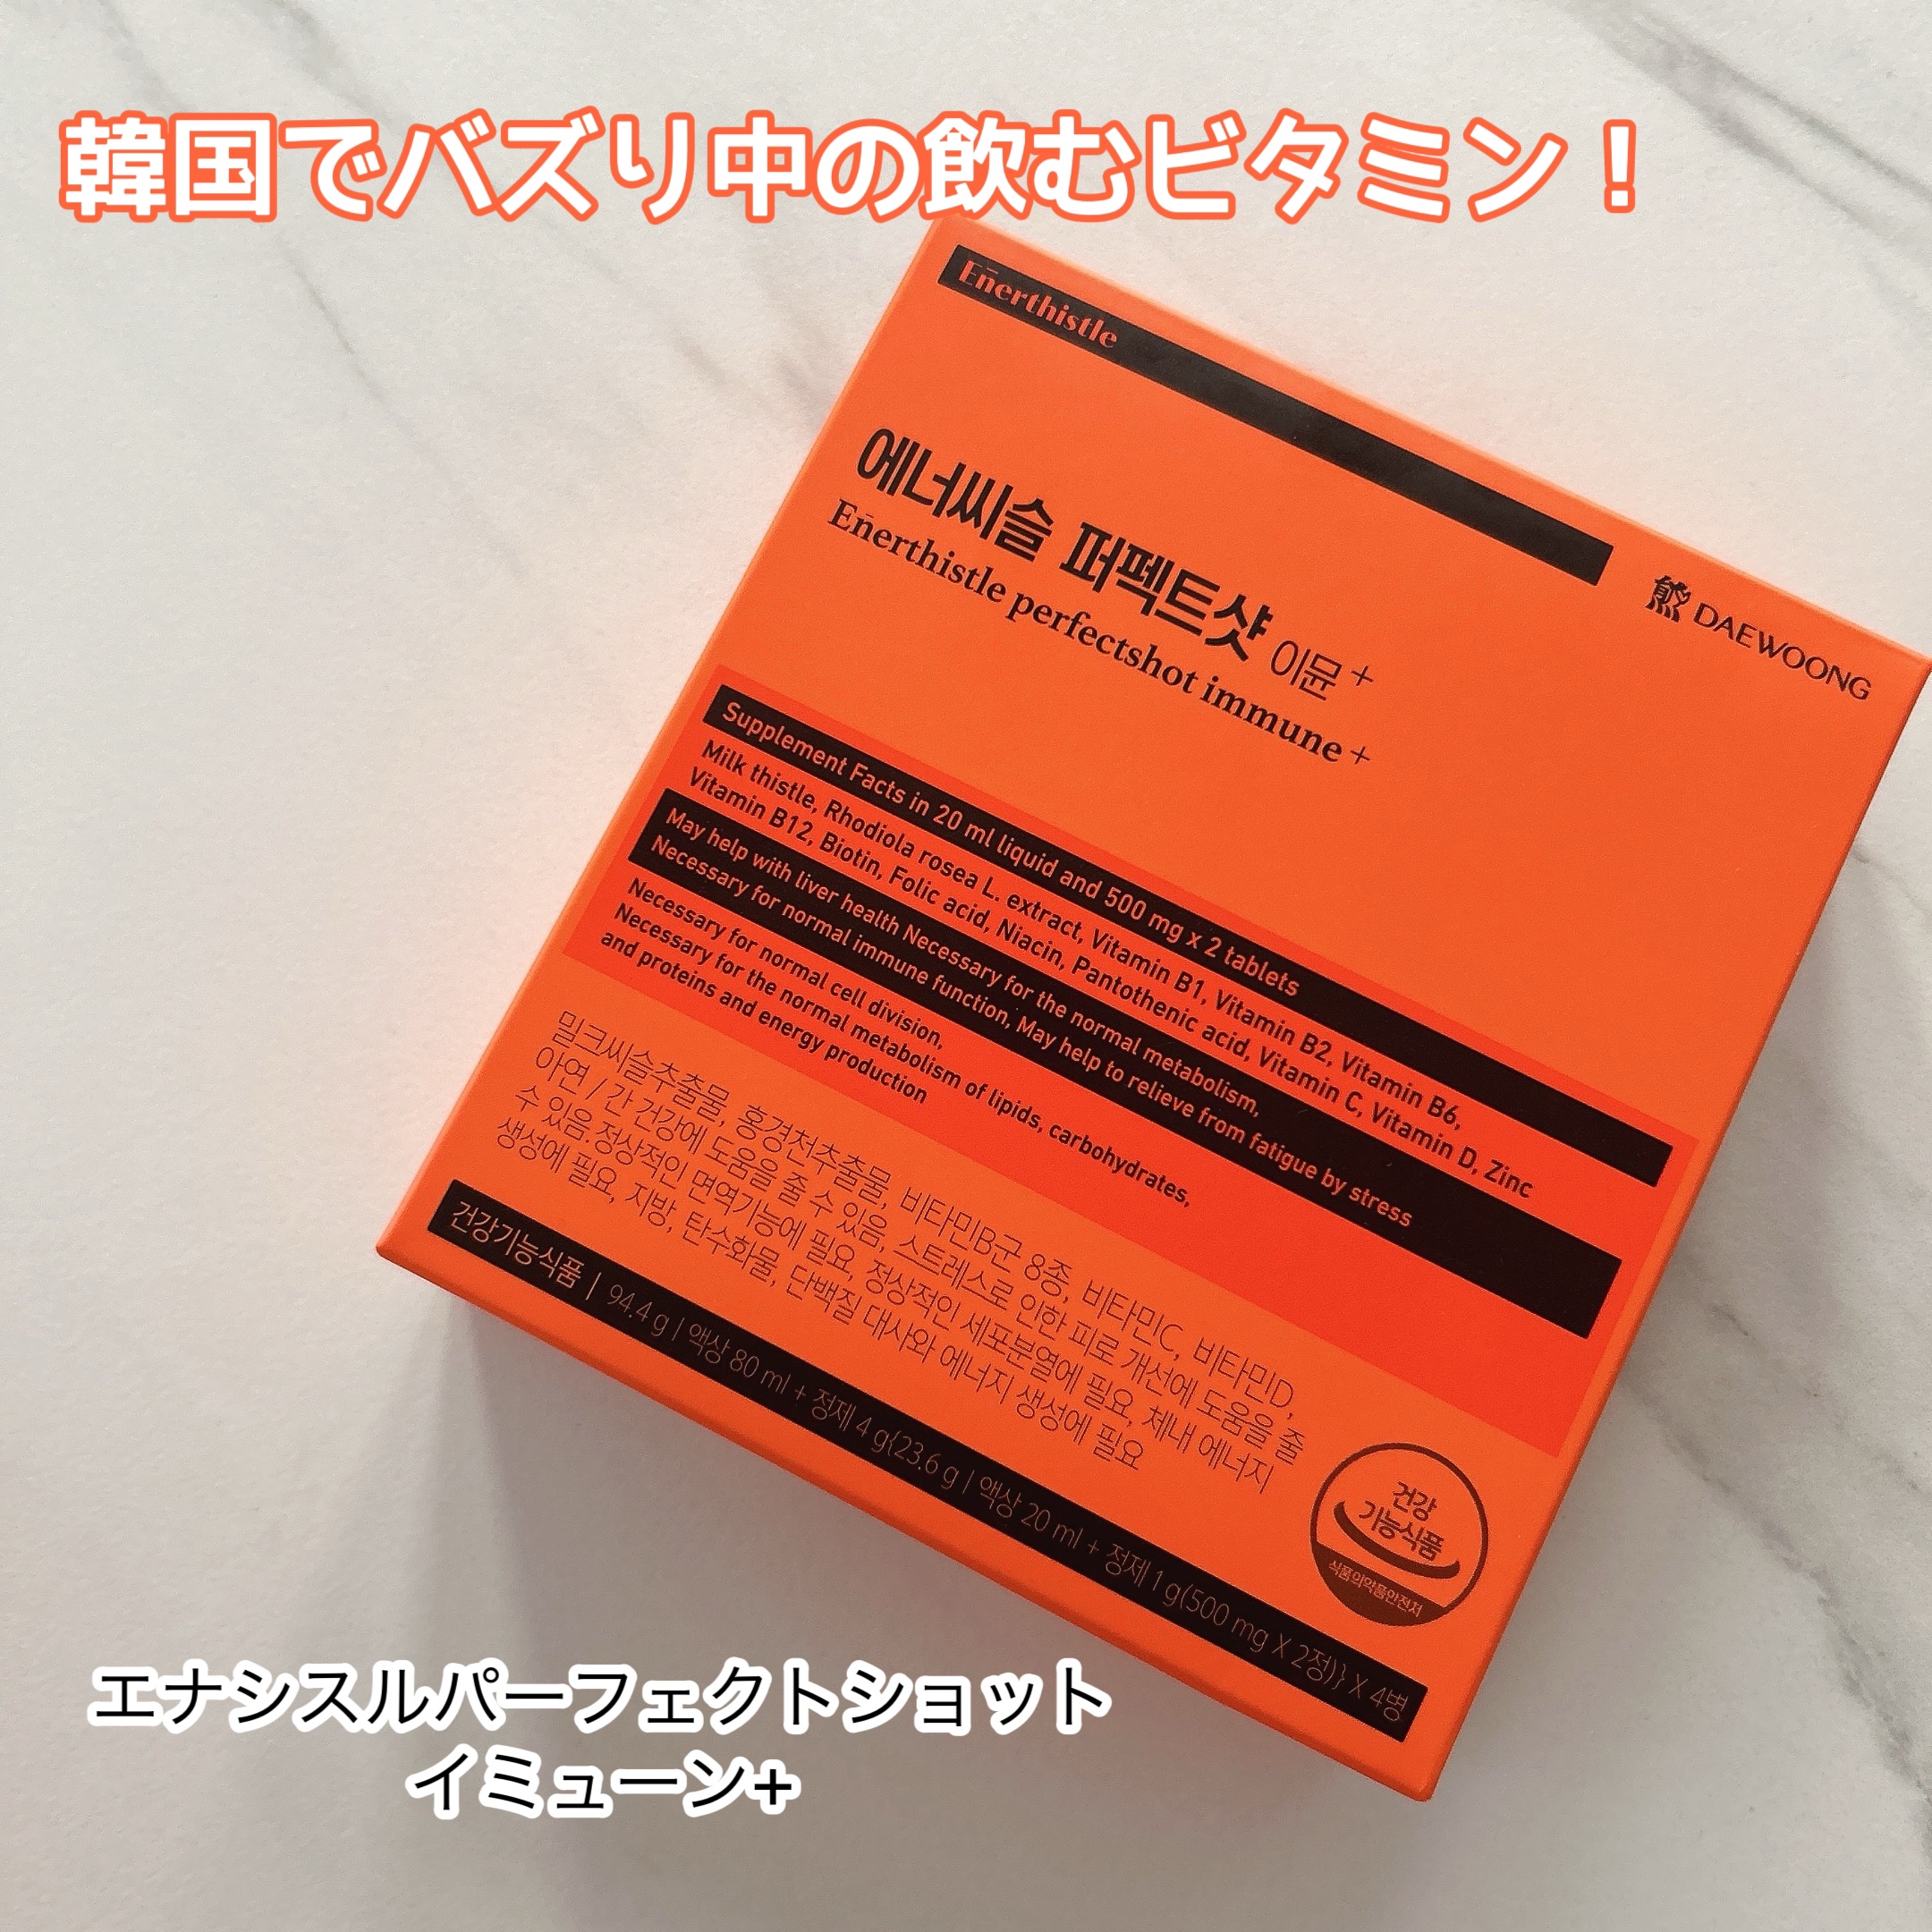 韓国でバズり中の飲むビタミン！
Enerthistle
에너씨슬 퍼펙트샷 이뮨+
Enerthistle perfectshot immune+
DAEWOONG
Supplement Facts in 20 ml liquid and 500 mg x 2 tablets
Milk thistle, Rhodiola rosea L. extract, Vitamin B1, Vitamin B2, Vitamin B6,
Vitamin B12, Biotin, Folic acid, Niacin, Pantothenic acid, Vitamin C, Vitamin D, Zinc
May help with liver health Necessary for the normal metabolism,
Necessary for normal immune function, May help to relieve from fatigue by stress
Necessary for normal cell division,
Necessary for the normal metabolism of lipids, carbohydrates,
and proteins and energy production
밀크씨슬추출물, 홍경천추출물, 비타민B군 8종, 비타민C, 비타민D,
아연 / 간 건강에 도움을 줄 수 있음, 스트레스로 인한 피로 개선에 도움을 줄
수 있음. 정상적인 면역기능에 필요, 정상적인 세포분열에 필요, 체내 에너지
생성에 필요, 지방, 탄수화물, 단백질 대사와 에너지 생성에 필요
건강기능식품 | 94.4 g | 액상 80 ml + 정제 4 g{23.6 g | 액상 20 ml + 정제 1 g(500 mg X 2정)} X 4병
건강
기능식품
식품의약품안전처
エナシスルパーフェクトショット
イミューン+